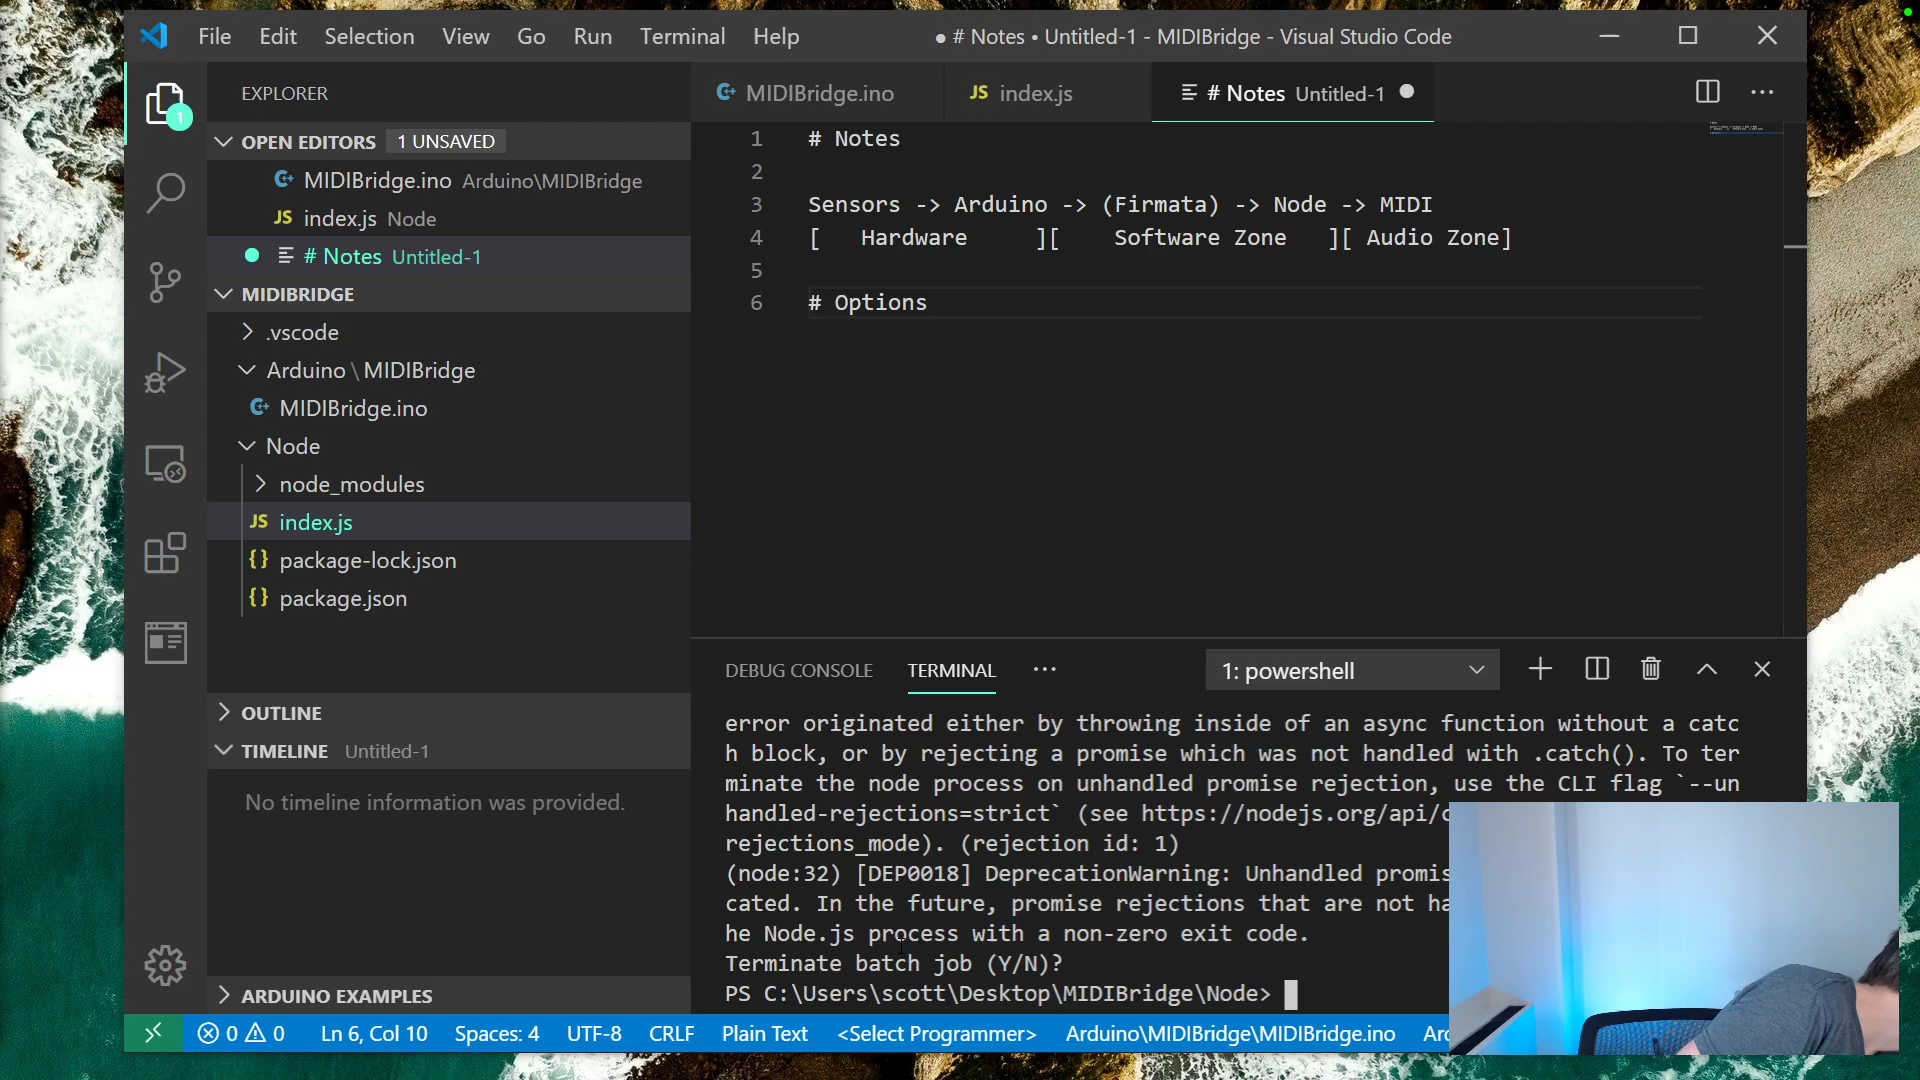 File Edit Selection View Go Run Terminal Help
● # Notes • Untitled-1 - MIDIBridge - Visual Studio Code
1
EXPLORER
OPEN EDITORS 1 UNSAVED
MIDIBridge.ino Arduino\MIDIBridge
JS index.js Node
# Notes Untitled-1
MIDIBRIDGE
.vscode
Arduino \ MIDIBridge
MIDIBridge.ino
Node
node_modules
JS index.js
{} package-lock.json
{} package.json
OUTLINE
TIMELINE Untitled-1
No timeline information was provided.
ARDUINO EXAMPLES
MIDIBridge.ino
JS index.js
# Notes Untitled-1
1 # Notes
2
3 Sensors -> Arduino -> (Firmata) -> Node -> MIDI
4 [ Hardware ][ Software Zone ][ Audio Zone]
5
6 # Options
DEBUG CONSOLE TERMINAL
1: powershell
error originated either by throwing inside of an async function without a catc
h block, or by rejecting a promise which was not handled with .catch(). To ter
minate the node process on unhandled promise rejection, use the CLI flag `--un
handled-rejections=strict` (see https://nodejs.org/api/c
rejections_mode). (rejection id: 1)
(node:32) [DEP0018] DeprecationWarning: Unhandled promis
cated. In the future, promise rejections that are not ha
he Node.js process with a non-zero exit code.
Terminate batch job (Y/N)?
PS C:\Users\scott\Desktop\MIDIBridge\Node>
0 0 Ln 6, Col 10 Spaces: 4 UTF-8 CRLF Plain Text <Select Programmer> Arduino\MIDIBridge\MIDIBridge.ino